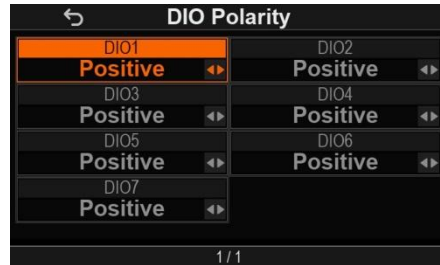 DIO Polarity
DIO1
Positive
DIO2
Positive
DIO3
Positive
DIO4
Positive
DIO5
Positive
DIO6
Positive
DIO7
Positive
1/1